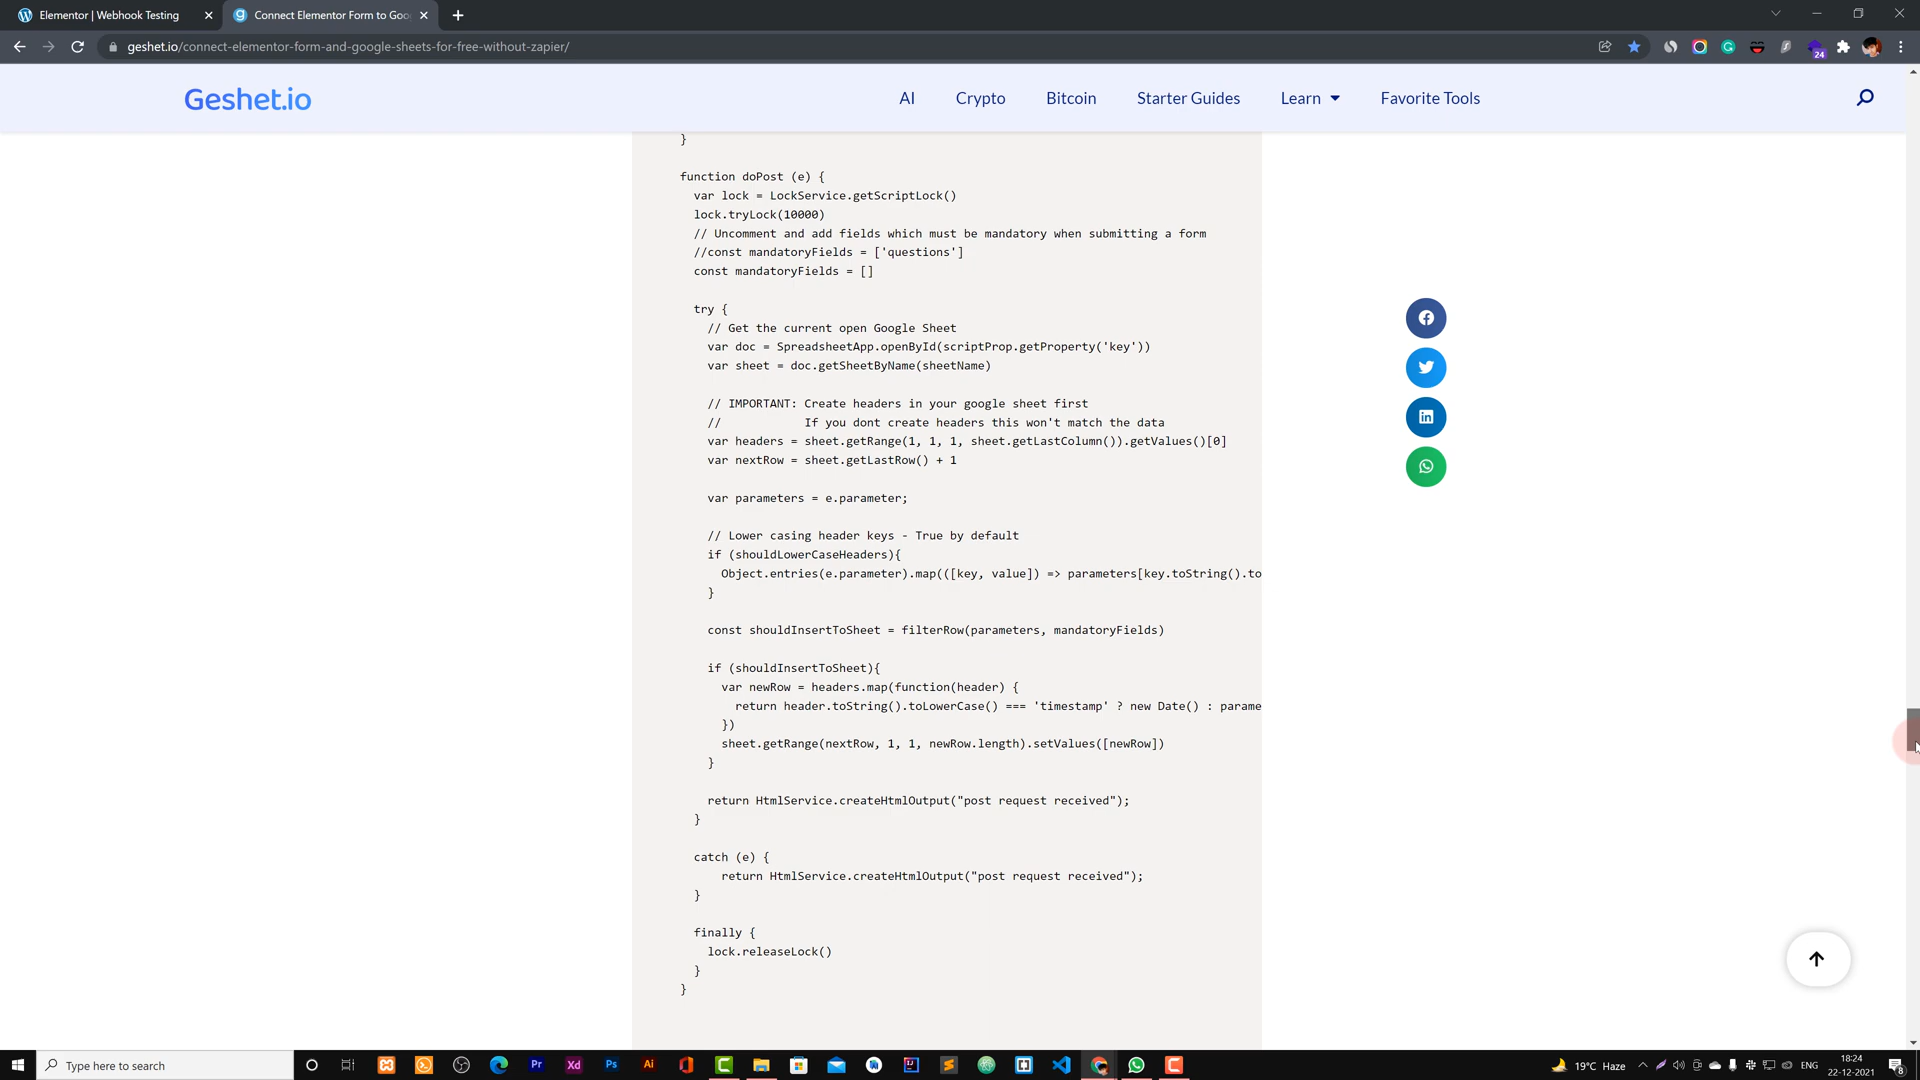 Elementor | Webhook Testing
Connect Elementor Form to Goo
geshet.io/connect-elementor-form-and-google-sheets-for-free-without-zapier/
24
Geshet.io
AI
Crypto
Bitcoin
Starter Guides
Learn
Favorite Tools
}
function doPost (e) {
var lock = LockService.getScriptLock()
lock.tryLock(10000)
// Uncomment and add fields which must be mandatory when submitting a form
//const mandatoryFields = ['questions']
const mandatoryFields = []
try {
// Get the current open Google Sheet
var doc = SpreadsheetApp.openById(scriptProp.getProperty('key'))
var sheet = doc.getSheetByName(sheetName)
// IMPORTANT: Create headers in your google sheet first
// If you dont create headers this won't match the data
var headers = sheet.getRange(1, 1, 1, sheet.getLastColumn()).getValues()[0]
var nextRow = sheet.getLastRow() + 1
var parameters = e.parameter;
// Lower casing header keys - True by default
if (shouldLowerCaseHeaders){
Object.entries(e.parameter).map(([key, value]) => parameters[key.toString().to
}
const shouldInsertToSheet = filterRow(parameters, mandatoryFields)
if (shouldInsertToSheet){
var newRow = headers.map(function(header) {
return header.toString().toLowerCase() === 'timestamp' ? new Date() : parame
})
sheet.getRange(nextRow, 1, 1, newRow.length).setValues([newRow])
}
return HtmlService.createHtmlOutput("post request received");
}
catch (e) {
return HtmlService.createHtmlOutput("post request received");
}
finally {
lock.releaseLock()
}
}
Type here to search
Pr
Xd
Ps
Ai
19°C Haze
ENG
18:24
22-12-2021
8